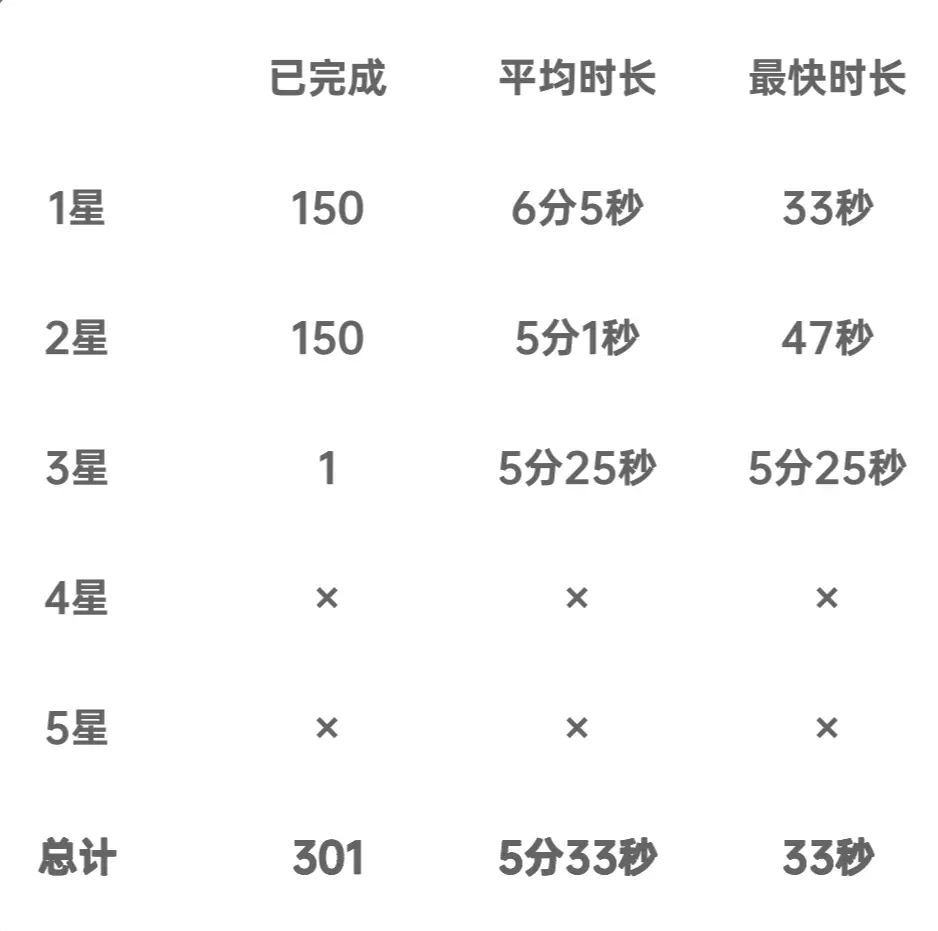 已完成 平均时长 最快时长
1星 150 6分5秒 33秒
2星 150 5分1秒 47秒
3星 1 5分25秒 5分25秒
4星 × × ×
5星 × × ×
总计 301 5分33秒 33秒